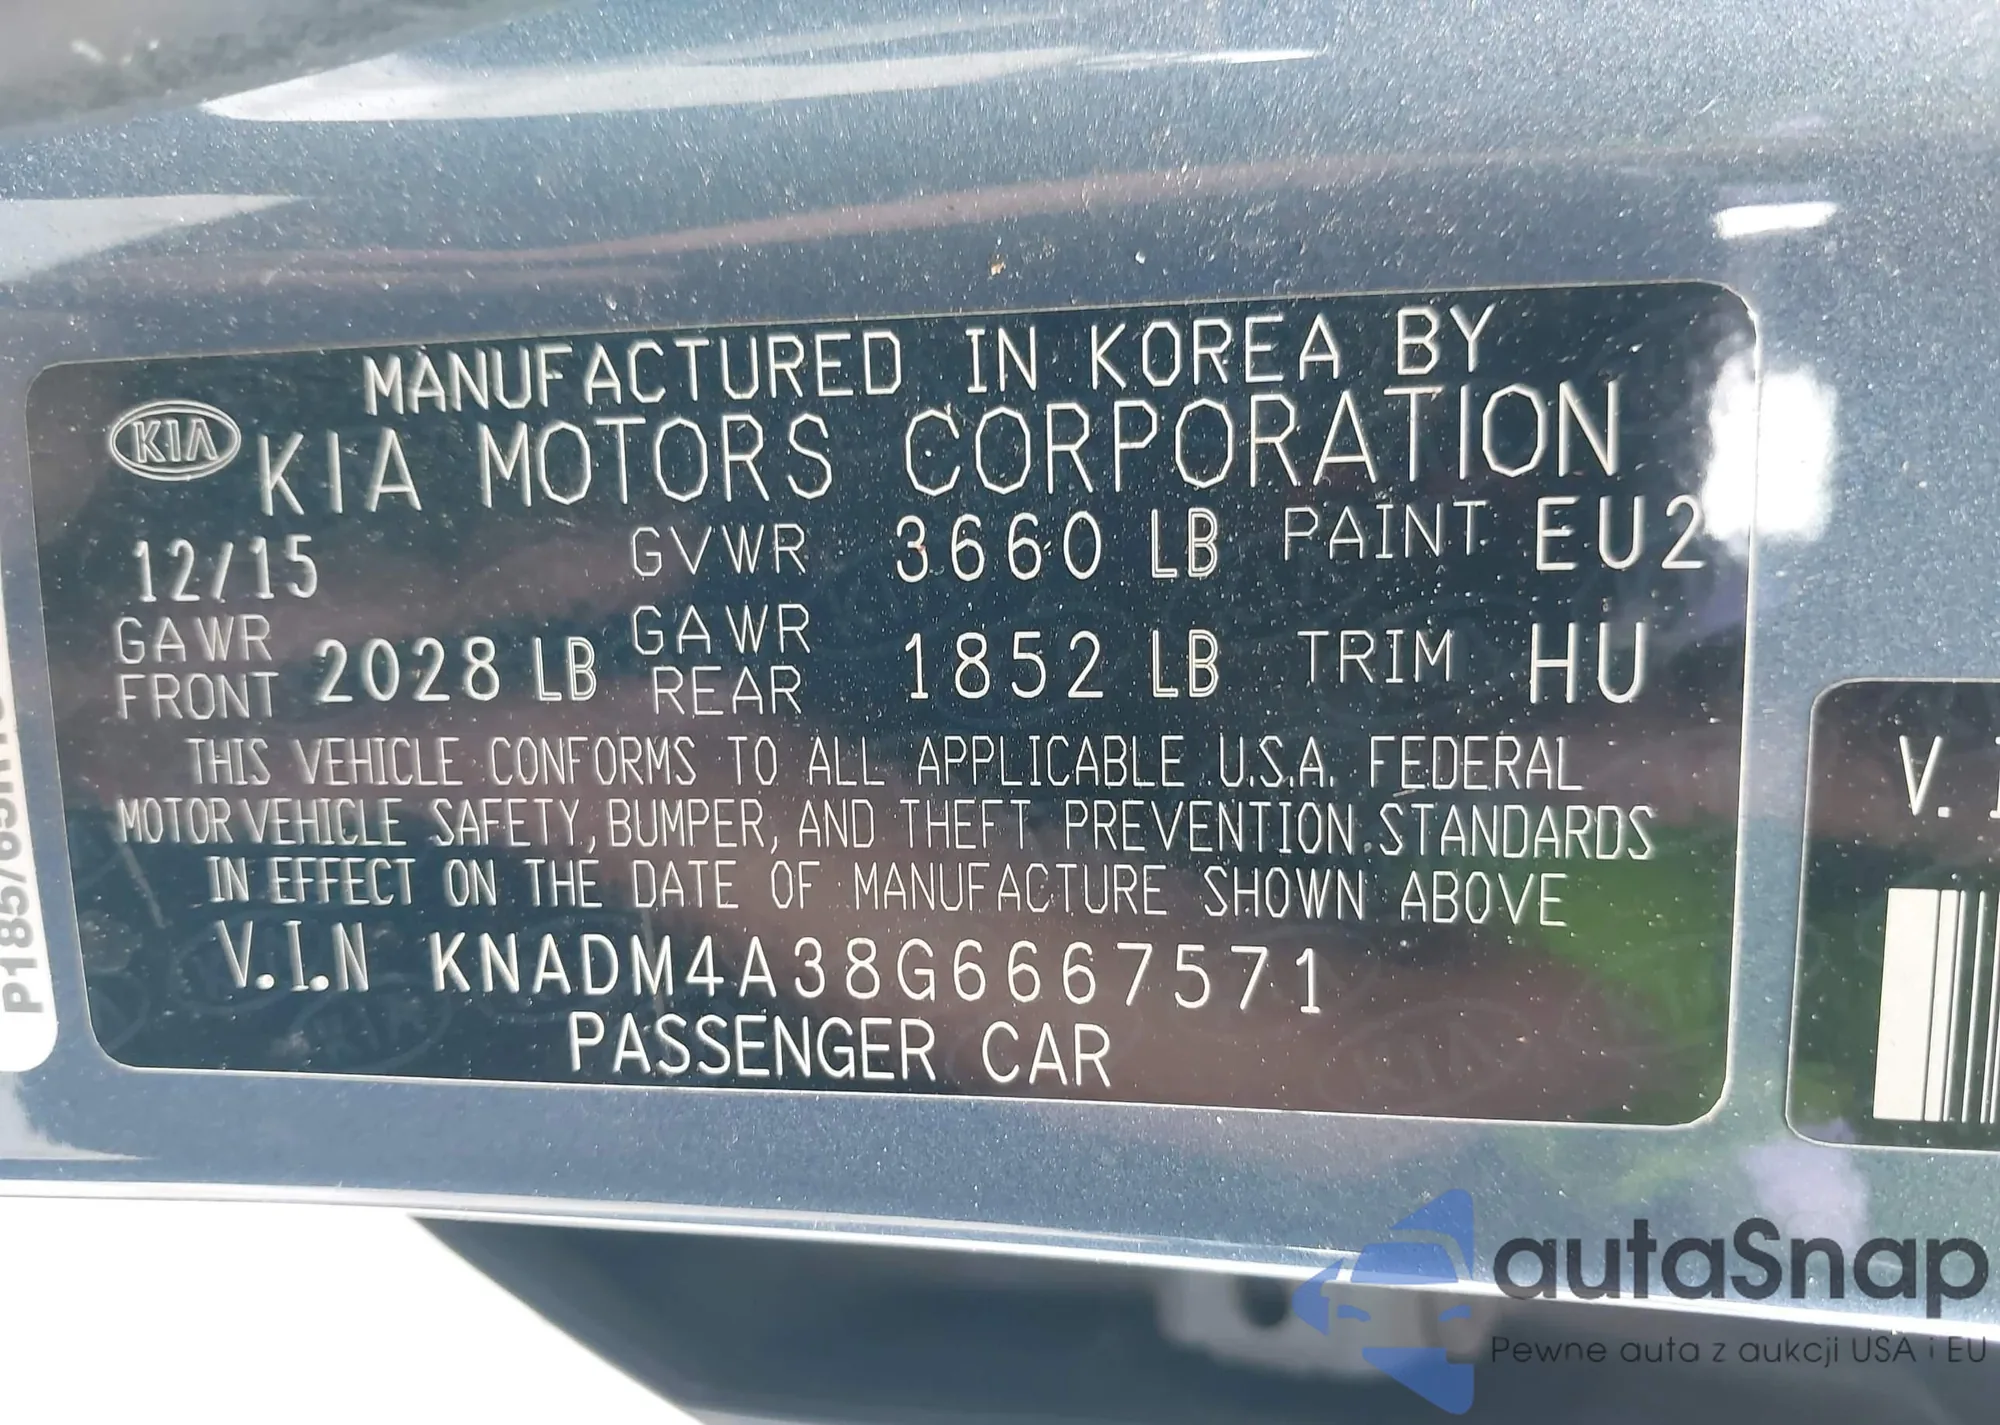 MANUFACTURED IN KOREA BY
KIA KIA MOTORS CORPORATION
12/15 GVWR 3660 LB PAINT EU2
GAWR FRONT 2028 LB GAWR REAR 1852 LB TRIM HU
THIS VEHICLE CONFORMS TO ALL APPLICABLE U.S.A. FEDERAL
MOTOR VEHICLE SAFETY, BUMPER, AND THEFT PREVENTION STANDARDS
IN EFFECT ON THE DATE OF MANUFACTURE SHOWN ABOVE
V.I.N KNADM4A38G6667571
PASSENGER CAR
V. I
autaSnap
Pewne auta z aukcji USA i EU